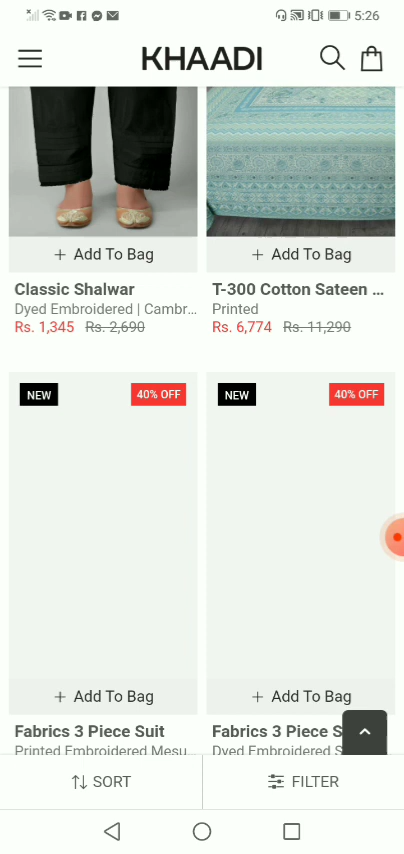 5:26
KHAADI
+ Add To Bag
+ Add To Bag
Classic Shalwar
Dyed Embroidered | Cambr...
Rs. 1,345 Rs. 2,690
T-300 Cotton Sateen ...
Printed
Rs. 6,774 Rs. 11,290
NEW
40% OFF
NEW
40% OFF
+ Add To Bag
+ Add To Bag
Fabrics 3 Piece Suit
Printed Embroidered Mesu...
Fabrics 3 Piece S
Dyed Embroidered S
SORT
FILTER